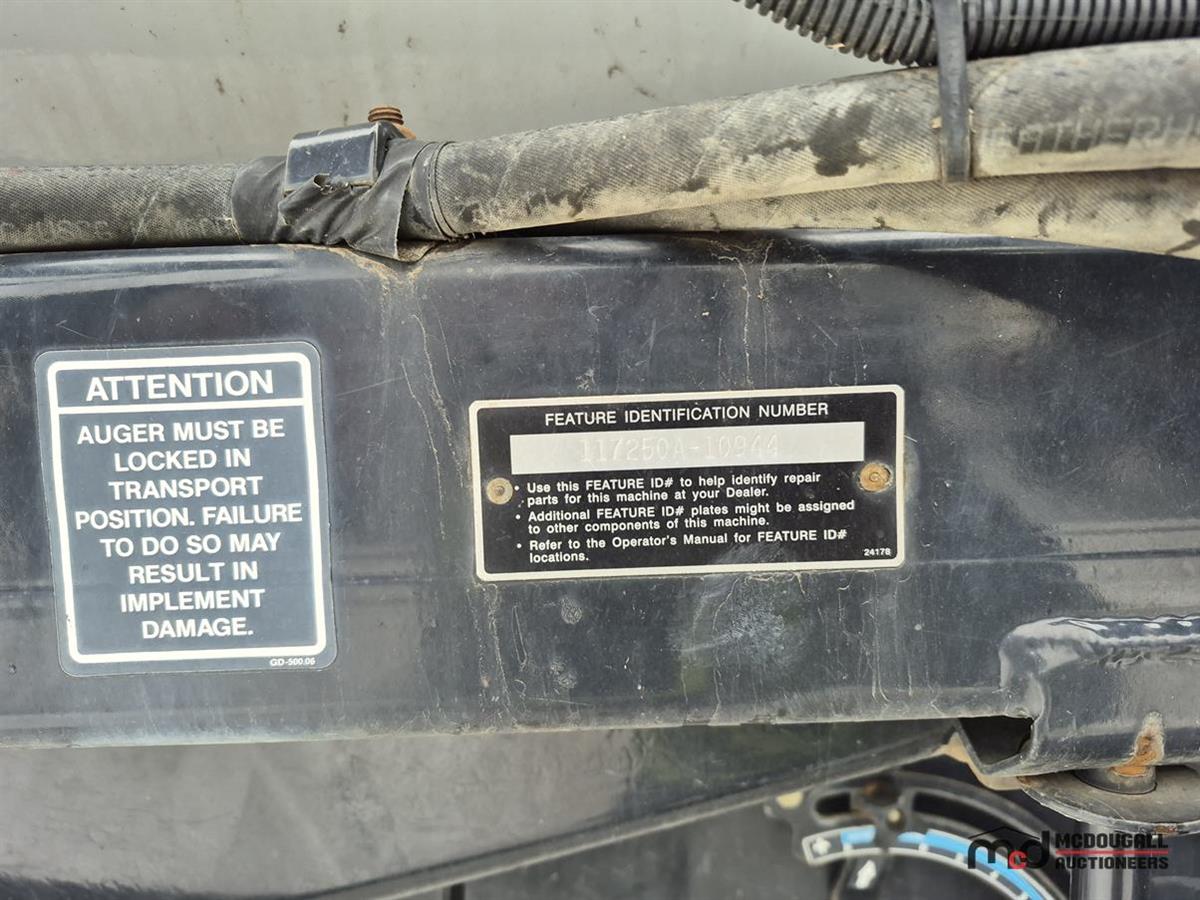 OTHERH
ATTENTION
AUGER MUST BE
LOCKED IN
TRANSPORT
POSITION. FAILURE
TO DO SO MAY
RESULT IN
IMPLEMENT
DAMAGE.
GD-500.06
FEATURE IDENTIFICATION NUMBER
117250A-10944
• Use this FEATURE ID# to help identify repair
parts for this machine at your Dealer.
• Additional FEATURE ID# plates might be assigned
to other components of this machine.
• Refer to the Operator's Manual for FEATURE ID#
locations.
24178
mcd MCDOUGALL
AUCTIONEERS